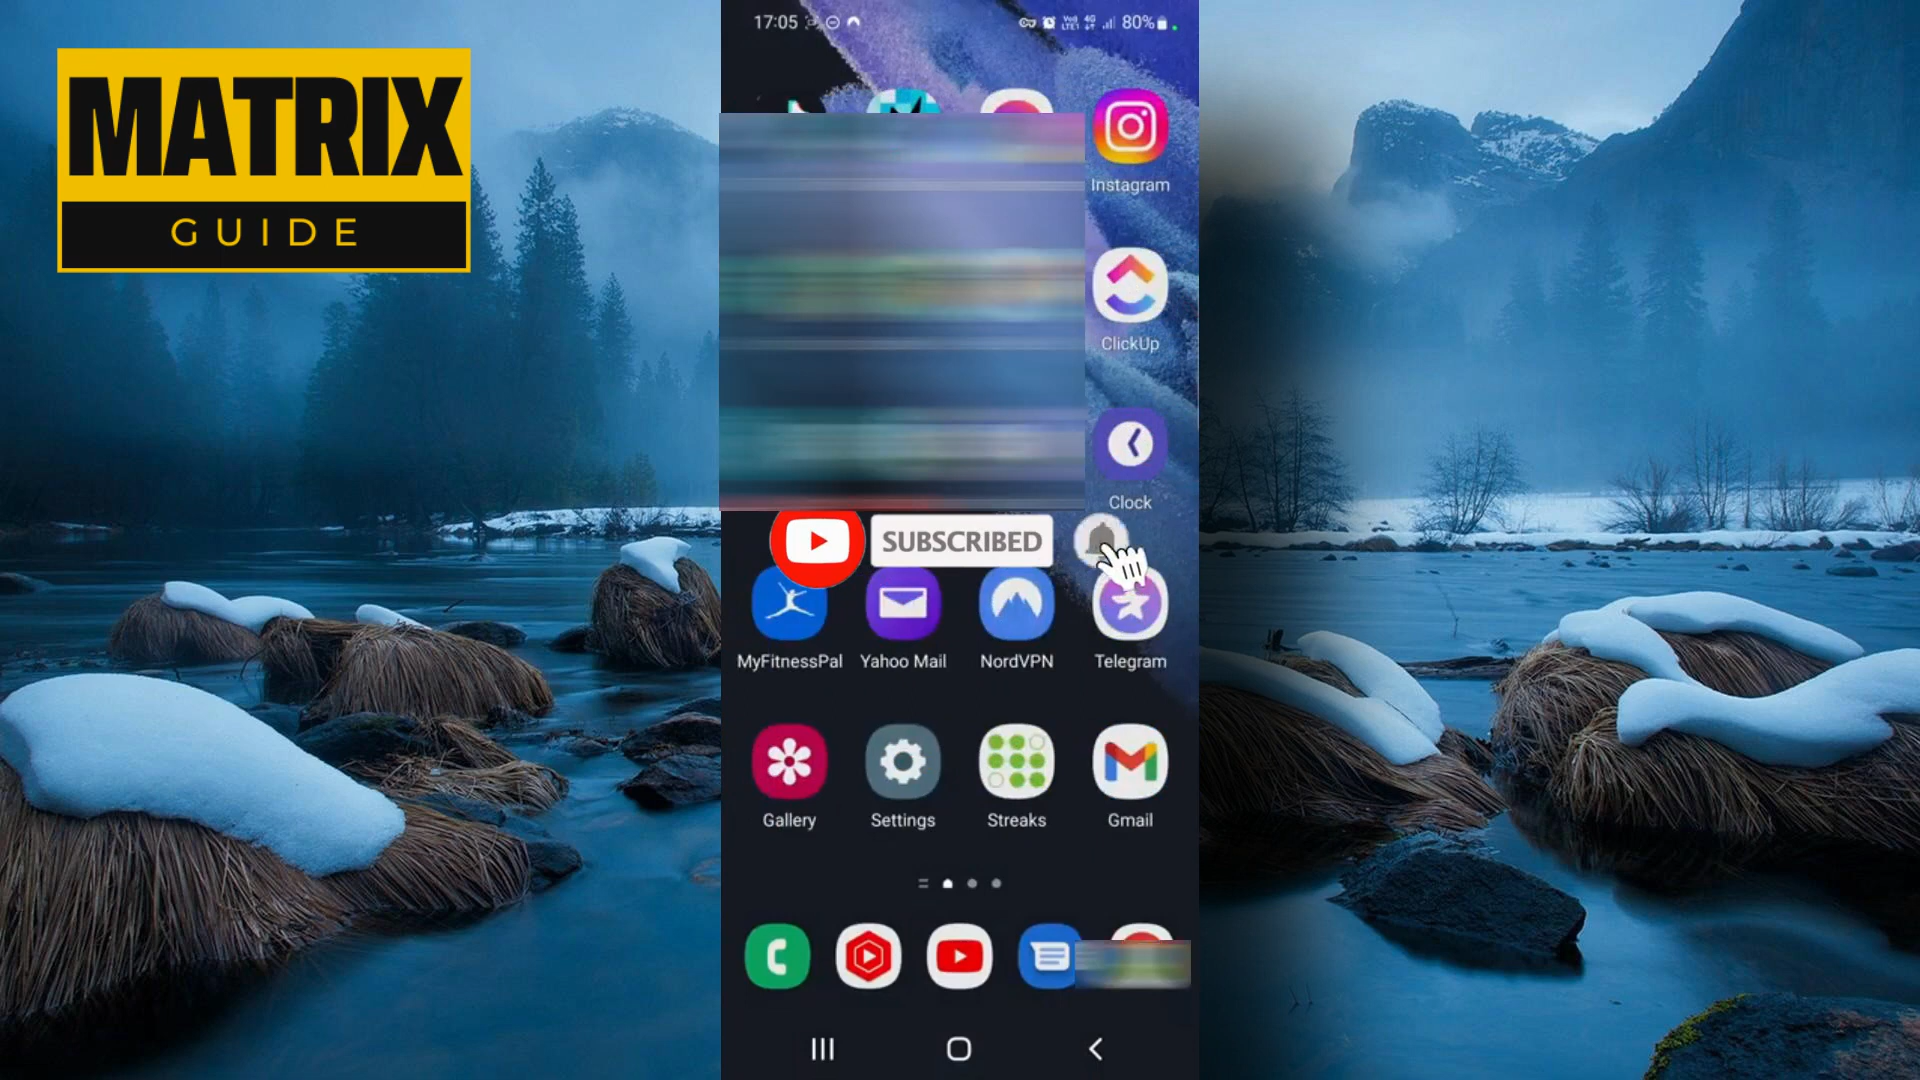 MATRIX
GUIDE
17:05
80%
Instagram
ClickUp
Clock
SUBSCRIBED
MyFitnessPal
Yahoo Mail
NordVPN
Telegram
Gallery
Settings
Streaks
Gmail